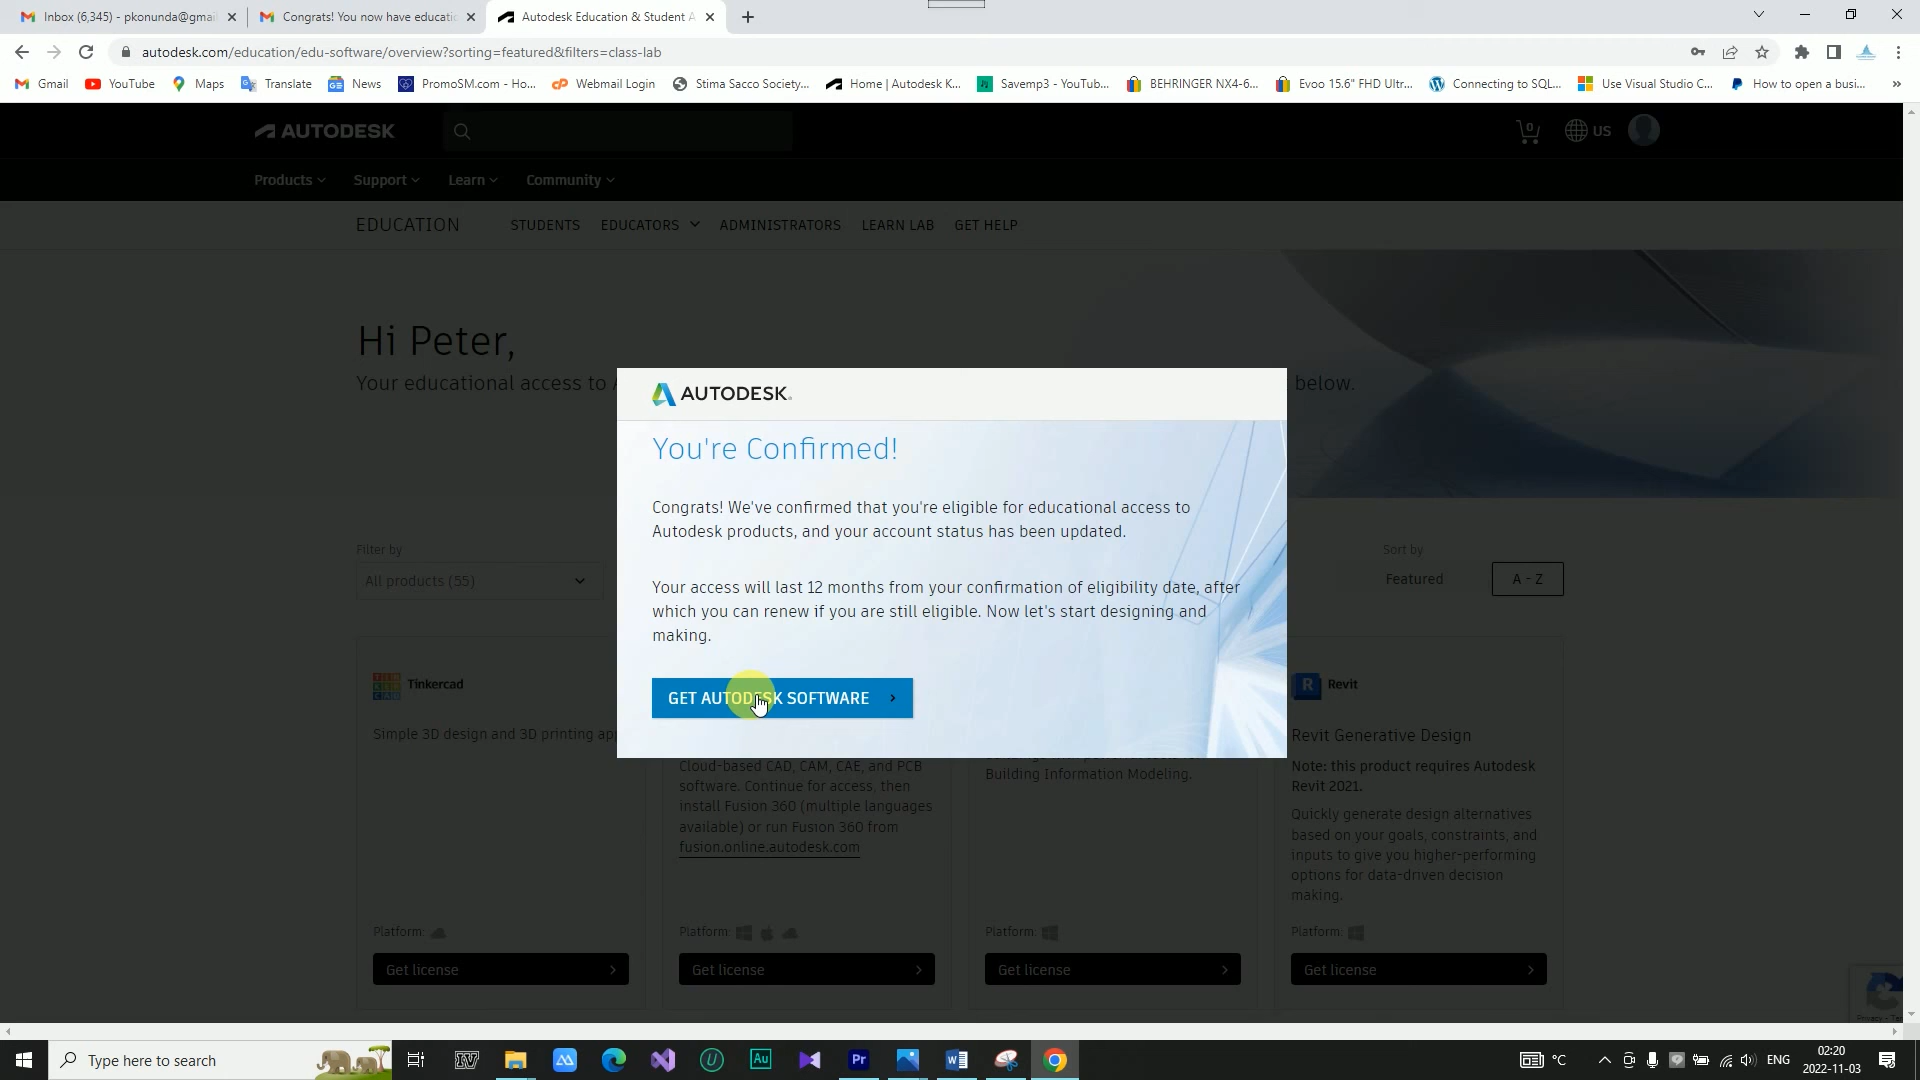 Inbox (6,345) - pkonunda@gmai
Congrats! You now have educatio
Autodesk Education & Student A
autodesk.com/education/edu-software/overview?sorting=featured&filters=class-lab
Gmail
YouTube
Maps
Translate
News
PromoSM.com - Ho...
Webmail Login
Stima Sacco Society...
Home | Autodesk K...
Savemp3 - YouTub...
BEHRINGER NX4-6...
Evoo 15.6" FHD Ultr...
Connecting to SQL...
Use Visual Studio C...
How to open a busi...
»
AUTODESK
0
US
Products
Support
Learn
Community
EDUCATION
STUDENTS
EDUCATORS
ADMINISTRATORS
LEARN LAB
GET HELP
Hi Peter,
Your educational access to
below.
AUTODESK
You're Confirmed!
Congrats! We've confirmed that you're eligible for educational access to
Autodesk products, and your account status has been updated.
Your access will last 12 months from your confirmation of eligibility date, after
which you can renew if you are still eligible. Now let's start designing and
making.
GET AUTODESK SOFTWARE
Filter by
All products (55)
Sort by
Featured
A - Z
Tinkercad
Simple 3D design and 3D printing app
Platform:
Get license
Cloud-based CAD, CAM, CAE, and PCB
software. Continue for access, then
install Fusion 360 (multiple languages
available) or run Fusion 360 from
fusion.online.autodesk.com
Platform:
Get license
Building Information Modeling.
Platform:
Get license
R
Revit
Revit Generative Design
Note: this product requires Autodesk
Revit 2021.
Quickly generate design alternatives
based on your goals, constraints, and
inputs to give you higher-performing
options for data-driven decision
making.
Platform:
Get license
Type here to search
Au
Pr
°C
ENG
02:20
2022-11-03